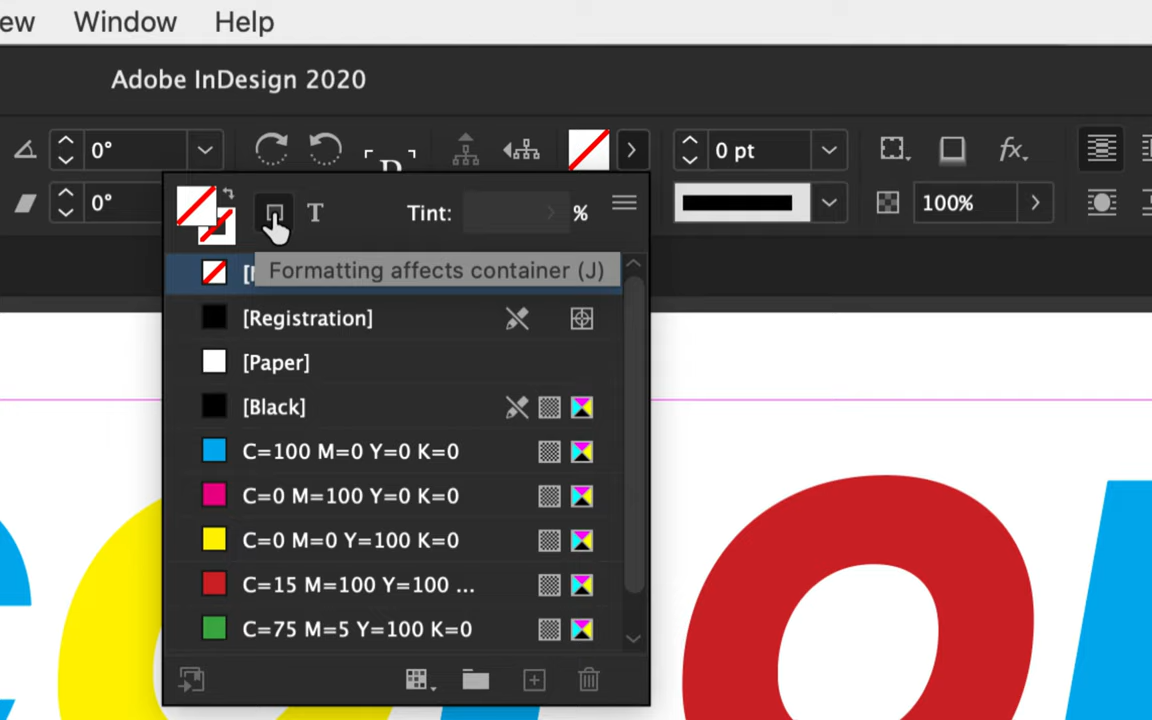 Window Help
Adobe InDesign 2020
0° 0 pt fx.
0° 100%
T Tint: %
Formatting affects container (J)
[Registration]
[Paper]
[Black]
C=100 M=0 Y=0 K=0
C=0 M=100 Y=0 K=0
C=0 M=0 Y=100 K=0
C=15 M=100 Y=100 ...
C=75 M=5 Y=100 K=0